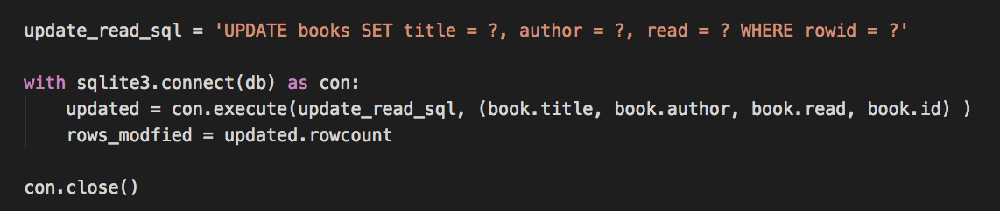 update_read_sql = 'UPDATE books SET title = ?, author = ?, read = ? WHERE rowid = ?'
with sqlite3.connect(db) as con:
updated = con.execute(update_read_sql, (book.title, book.author, book.read, book.id) )
rows_modfied = updated.rowcount
con.close()